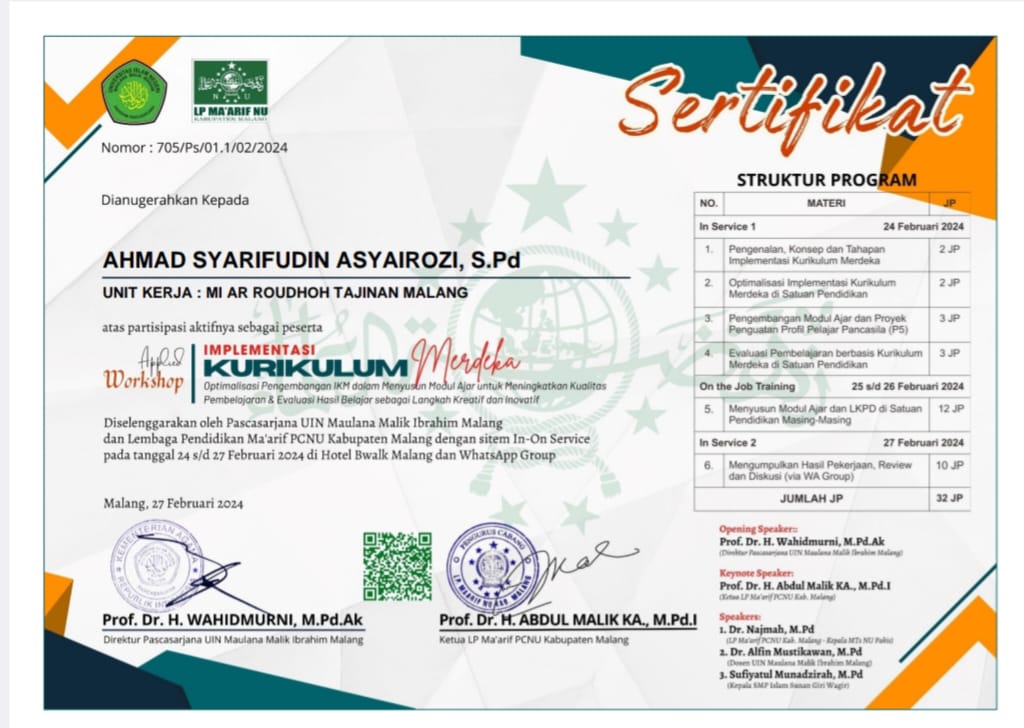 UNIVERSITAS ISLAM NEGERI
N U
LP MA'ARIF NU
KABUPATEN MALANG
Sertifikat
Nomor : 705/Ps/01.1/02/2024
Dianugerahkan Kepada
AHMAD SYARIFUDIN ASYAIROZI, S.Pd
UNIT KERJA : MI AR ROUDHOH TAJINAN MALANG
atas partisipasi aktifnya sebagai peserta
Applied
Workshop
IMPLEMENTASI
KURIKULUM Merdeka
Optimalisasi Pengembangan IKM dalam Menyusun Modul Ajar untuk Meningkatkan Kualitas
Pembelajaran & Evaluasi Hasil Belajar sebagai Langkah Kreatif dan Inovatif
Diselenggarakan oleh Pascasarjana UIN Maulana Malik Ibrahim Malang
dan Lembaga Pendidikan Ma'arif PCNU Kabupaten Malang dengan sitem In-On Service
pada tanggal 24 s/d 27 Februari 2024 di Hotel Bwalk Malang dan WhatsApp Group
Malang, 27 Februari 2024
KEMENTERIAN AGAMA
REPUBLIK INDONESIA
Prof. Dr. H. WAHIDMURNI, M.Pd.Ak
Direktur Pascasarjana UIN Maulana Malik Ibrahim Malang
PENGURUS CABANG
LP MAARIF NU KAB. MALANG
Prof. Dr. H. ABDUL MALIK KA., M.Pd.I
Ketua LP Ma'arif PCNU Kabupaten Malang
STRUKTUR PROGRAM
NO. MATERI JP
In Service 1 24 Februari 2024
1. Pengenalan, Konsep dan Tahapan 2 JP
Implementasi Kurikulum Merdeka
2. Optimalisasi Implementasi Kurikulum 2 JP
Merdeka di Satuan Pendidikan
3. Pengembangan Modul Ajar dan Proyek 3 JP
Penguatan Profil Pelajar Pancasila (P5)
4. Evaluasi Pembelajaran berbasis Kurikulum 3 JP
Merdeka di Satuan Pendidikan
On the Job Training 25 s/d 26 Februari 2024
5. Menyusun Modul Ajar dan LKPD di Satuan 12 JP
Pendidikan Masing-Masing
In Service 2 27 Februari 2024
6. Mengumpulkan Hasil Pekerjaan, Review 10 JP
dan Diskusi (via WA Group)
JUMLAH JP 32 JP
Opening Speaker::
Prof. Dr. H. Wahidmurni, M.Pd.Ak
(Direktur Pascasarjana UIN Maulana Malik Ibrahim Malang)
Keynote Speaker:
Prof. Dr. H. Abdul Malik KA., M.Pd.I
(Ketua LP Ma'arif PCNU Kab. Malang)
Speakers:
1. Dr. Najmah, M.Pd
(LP Ma'arif PCNU Kab. Malang - Kepala MTs NU Pakis)
2. Dr. Alfin Mustikawan, M.Pd
(Dosen UIN Maulana Malik Ibrahim Malang)
3. Sufiyatul Munadzirah, M.Pd
(Kepala SMP Islam Sunan Giri Wagir)